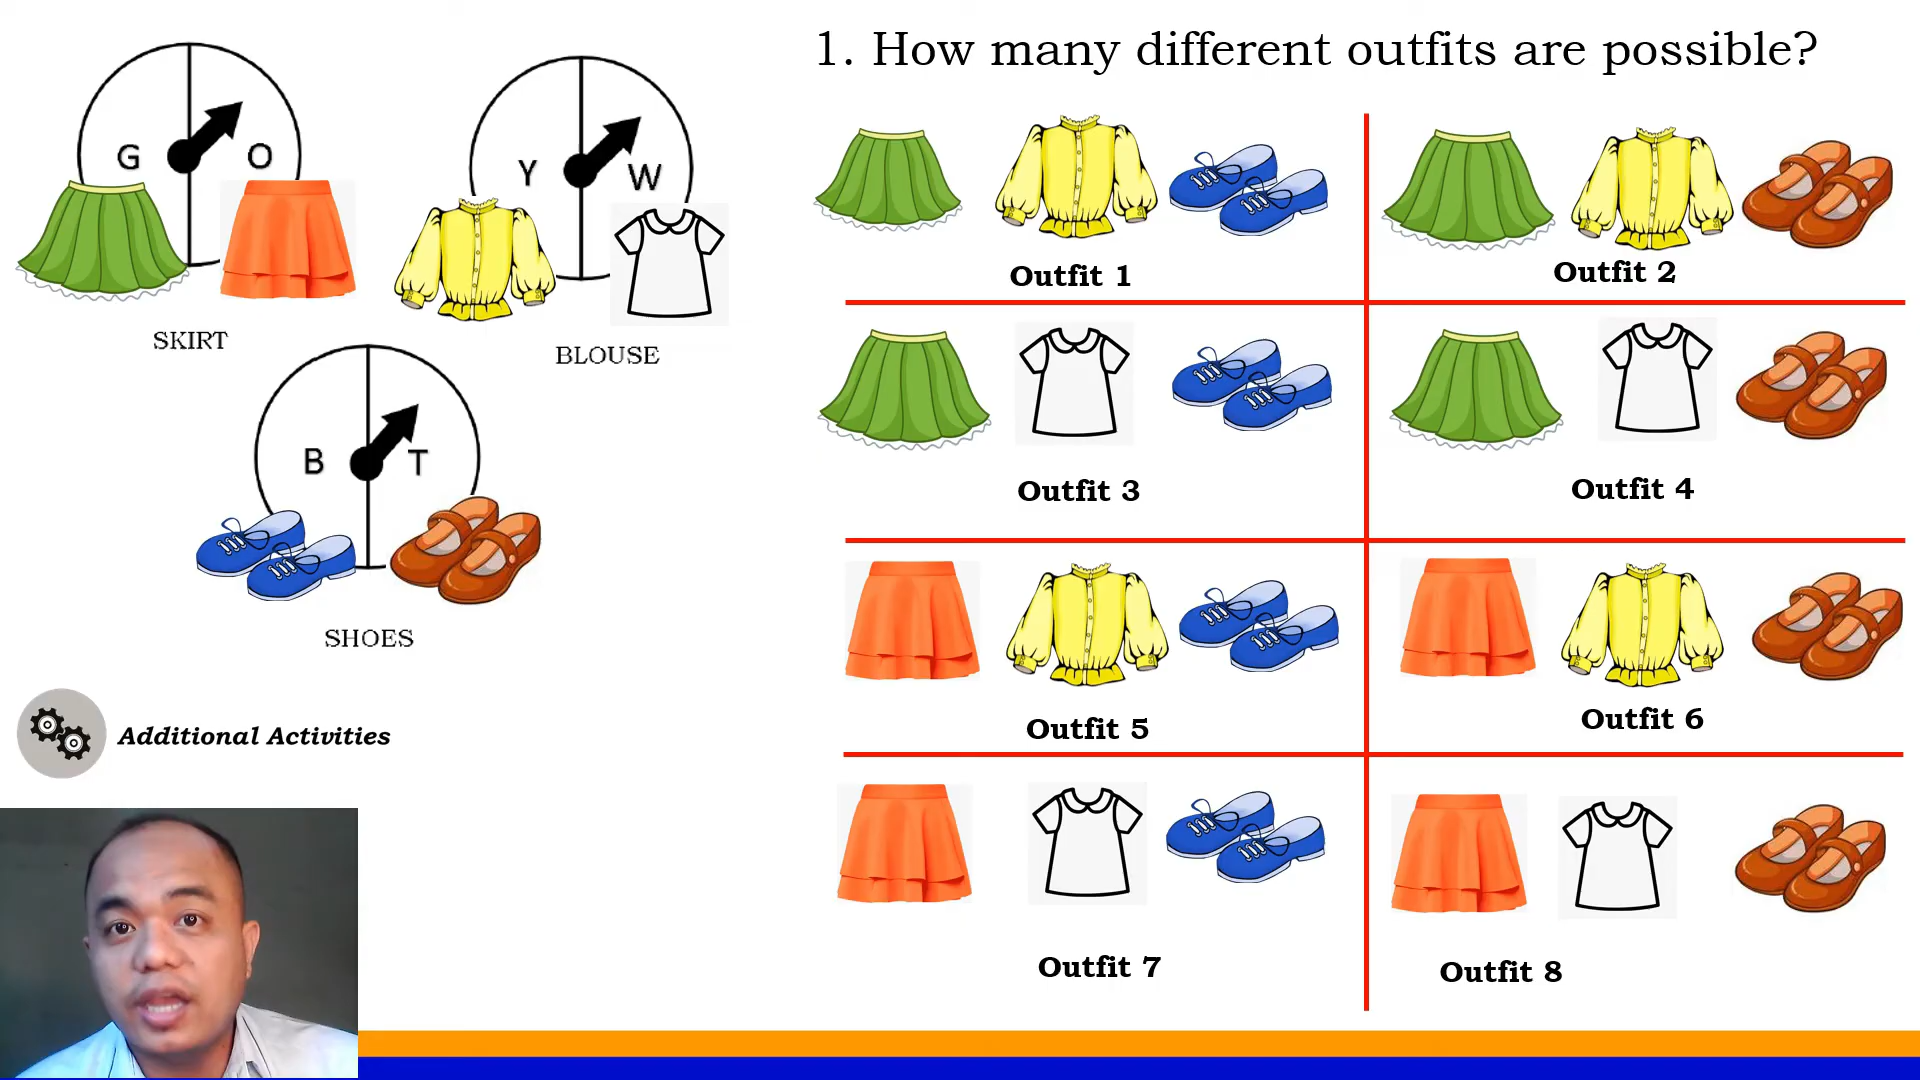 1. How many different outfits are possible?
G
O
SKIRT
Y
W
BLOUSE
B
T
SHOES
Additional Activities
Outfit 1
Outfit 2
Outfit 3
Outfit 4
Outfit 5
Outfit 6
Outfit 7
Outfit 8